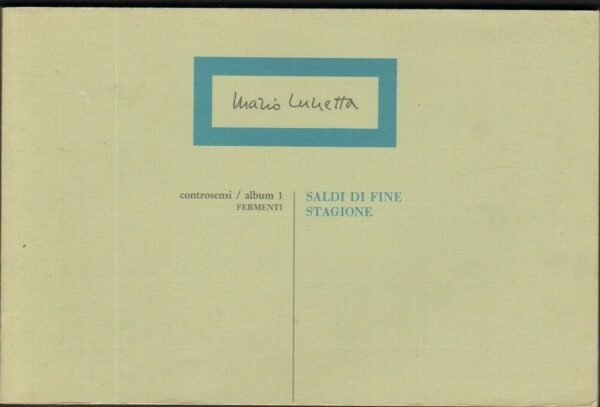 Mario Lunetta
controsensi / album 1
FERMENTI
SALDI DI FINE
STAGIONE